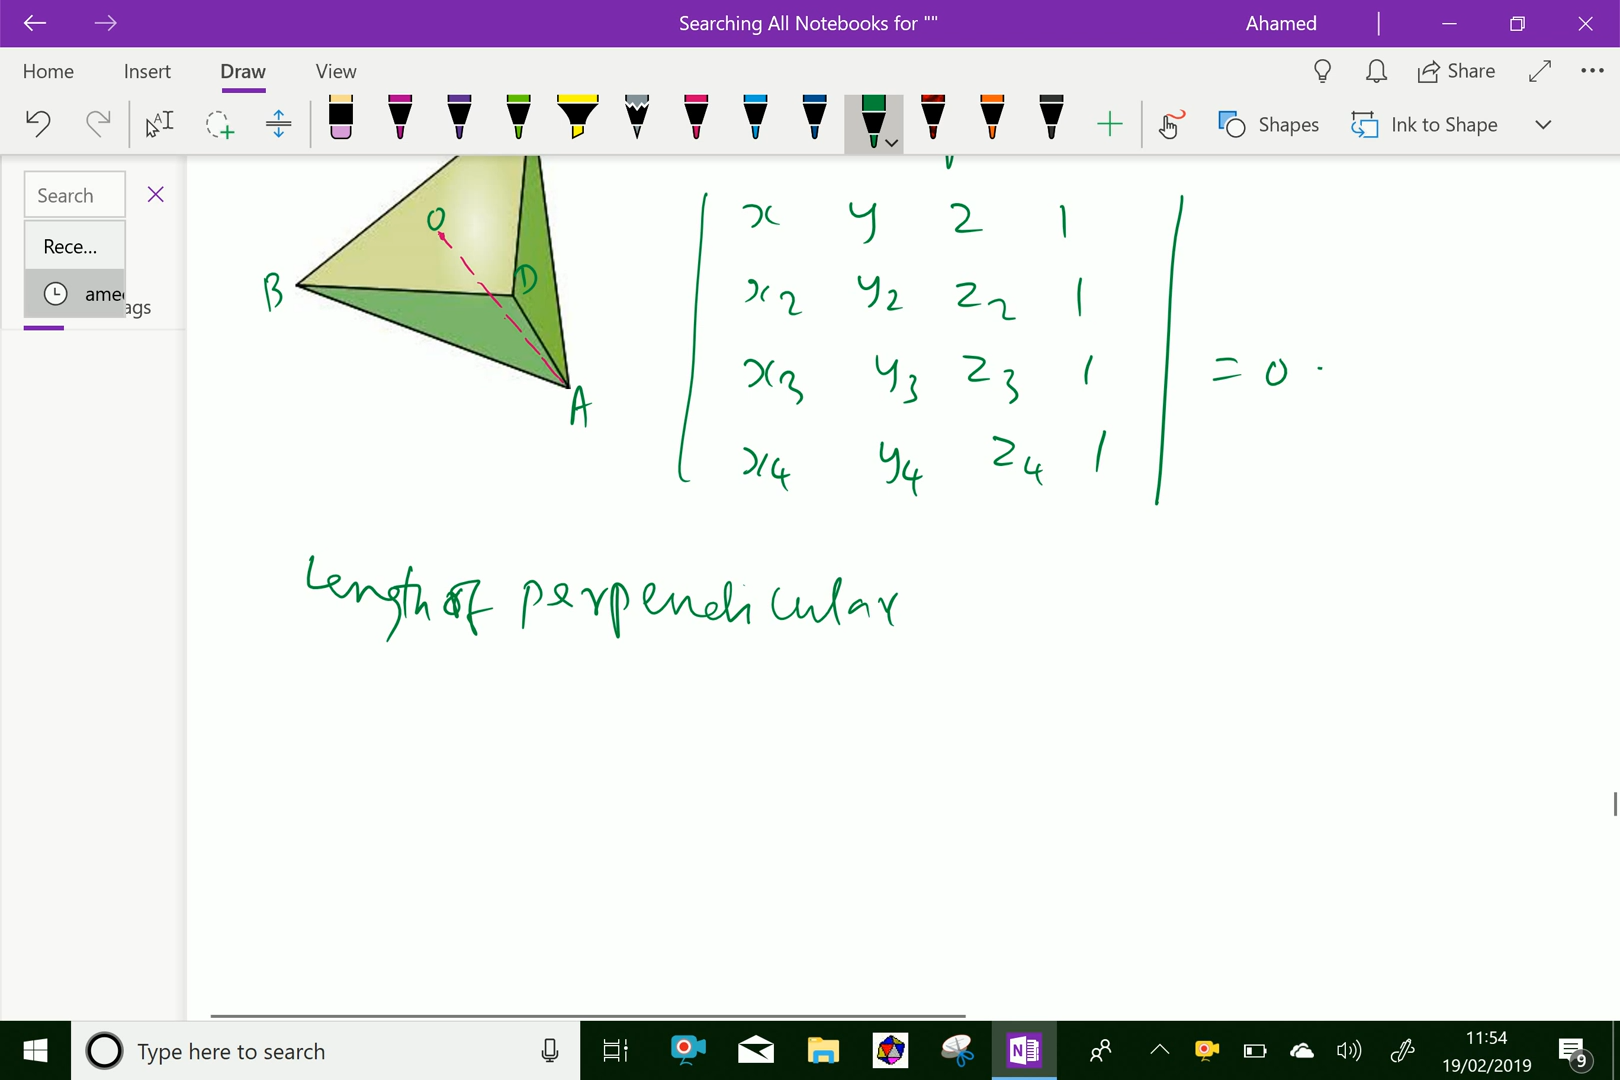 Searching All Notebooks for ""
Ahamed
Home Insert Draw View
Share
Shapes
Ink to Shape
Search
Rece...
ame
ags
O
B
D
A
x y z 1
x2 y2 z2 1
x3 y3 z3 1
= 0 .
x4 y4 z4 1
Length of perpendicular
Type here to search
11:54
19/02/2019
9